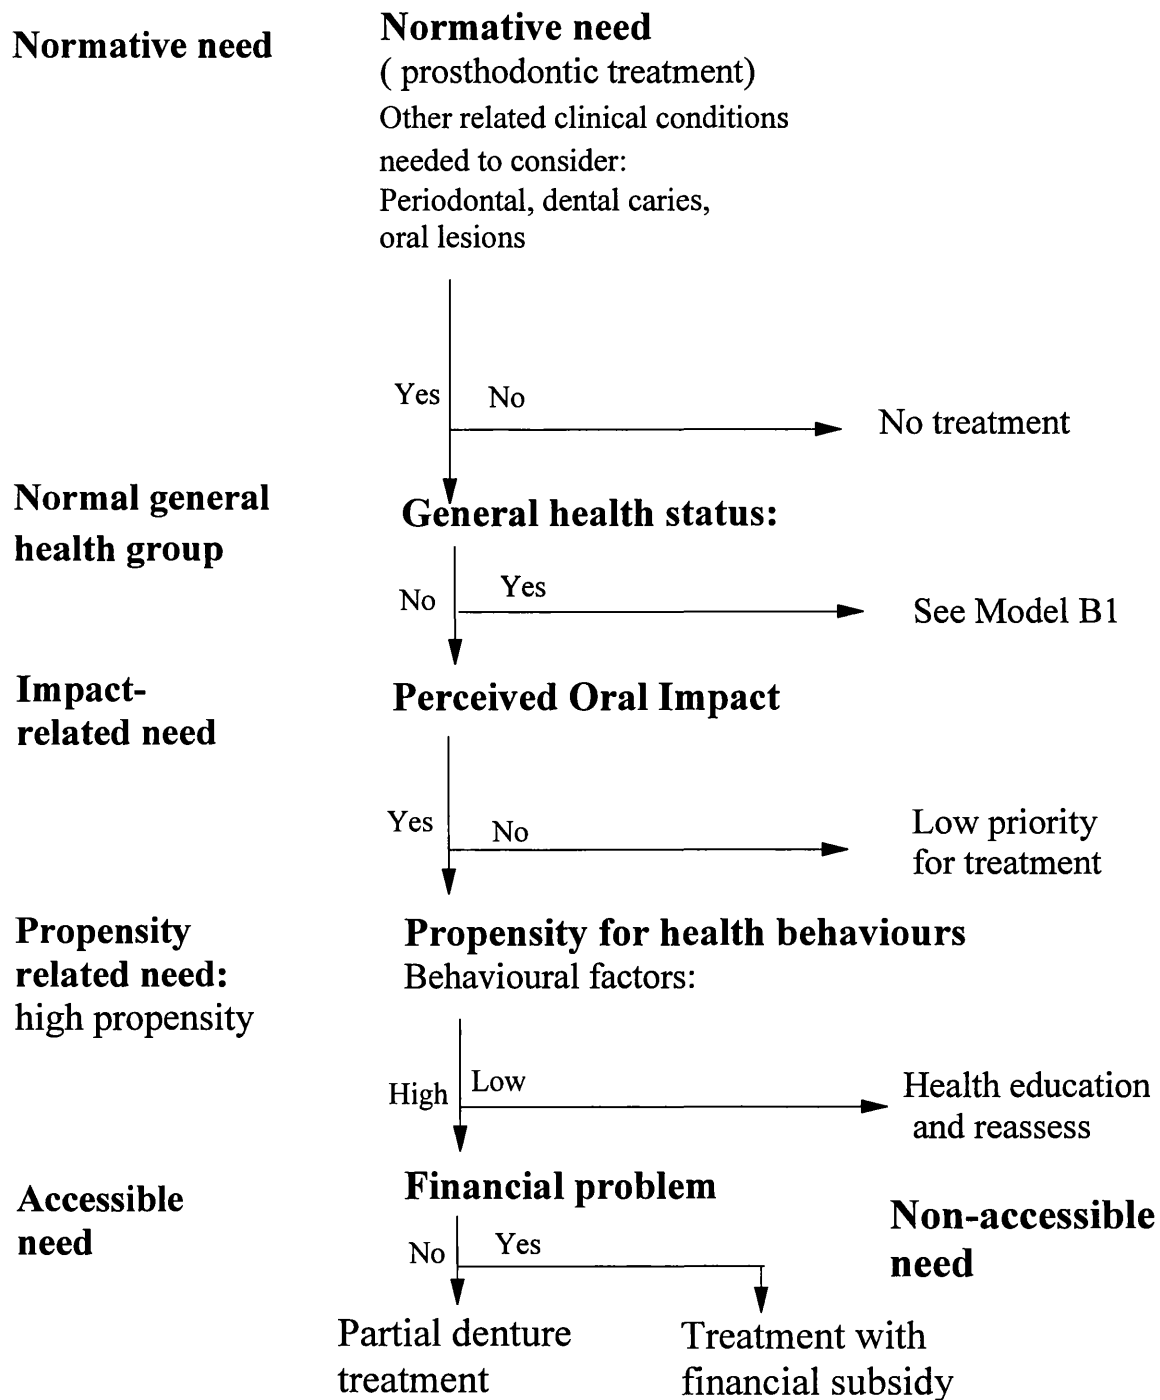 Normative need
Normative need
( prosthodontic treatment)
Other related clinical conditions
needed to consider:
Periodontal, dental caries,
oral lesions
Yes
No
No treatment
Normal general
health group
General health status:
No
Yes
See Model B1
Impact-
related need
Perceived Oral Impact
Yes
No
Low priority
for treatment
Propensity
related need:
high propensity
Propensity for health behaviours
Behavioural factors:
High
Low
Health education
and reassess
Accessible
need
Financial problem
Non-accessible
need
No
Yes
Partial denture
treatment
Treatment with
financial subsidy